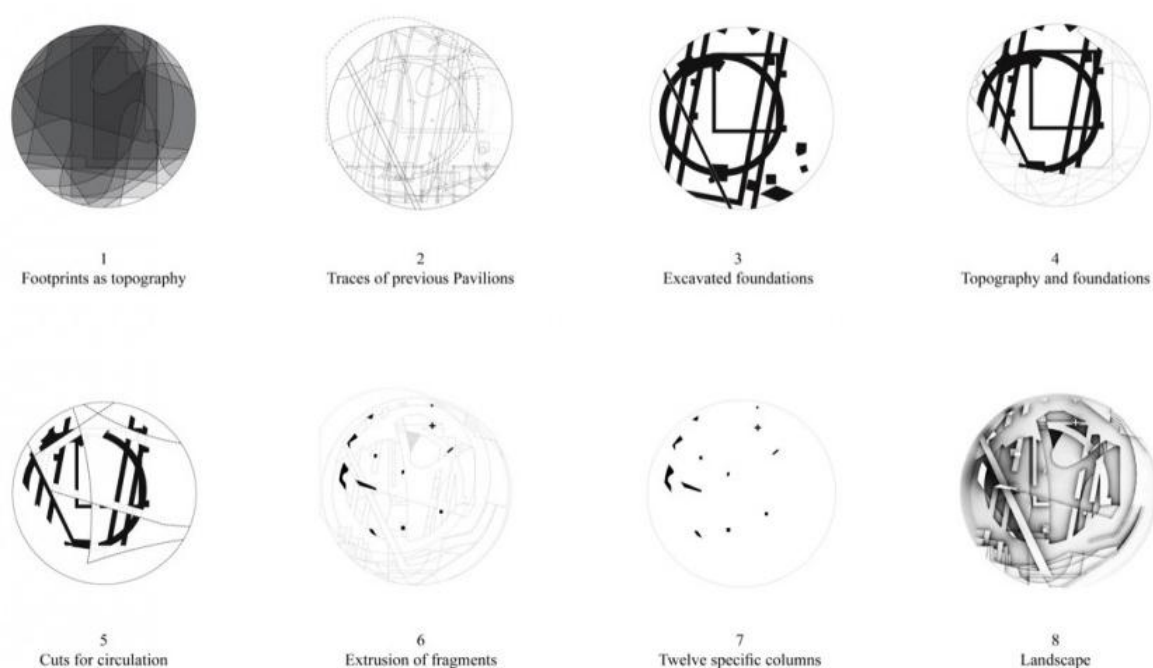 1
Footprints as topography
2
Traces of previous Pavilions
3
Excavated foundations
4
Topography and foundations
5
Cuts for circulation
6
Extrusion of fragments
7
Twelve specific columns
8
Landscape